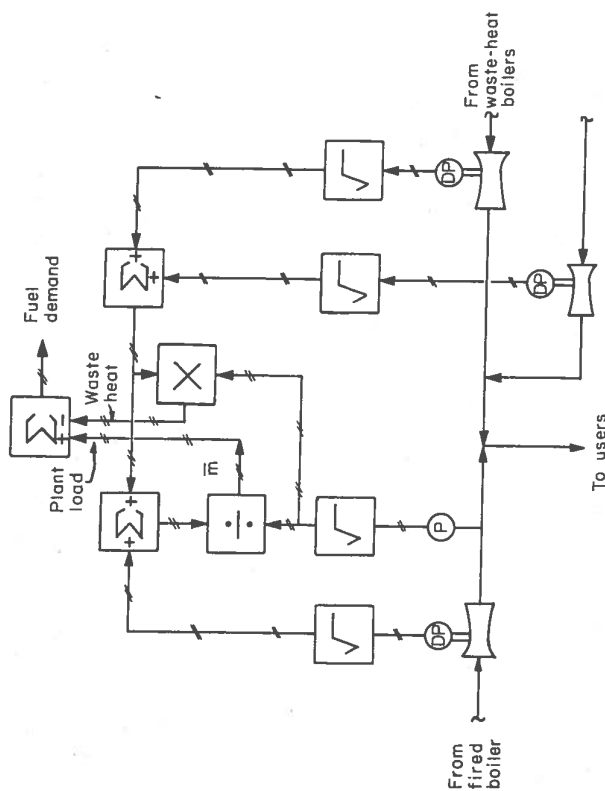 Fuel
demand
Σ
+ −
Plant
load
Waste
heat
+ Σ +
Σ +
+
m̅
÷
×
√
√
√
√
DP
P
DP
DP
From
fired
boiler
From
waste-heat
boilers
To users